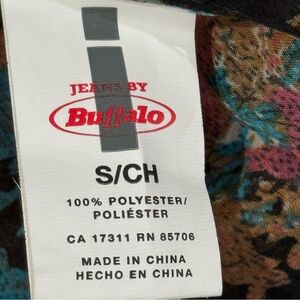 i
JEANS BY
Buffalo
S/CH
100% POLYESTER/
POLIÉSTER
CA 17311 RN 85706
MADE IN CHINA
HECHO EN CHINA